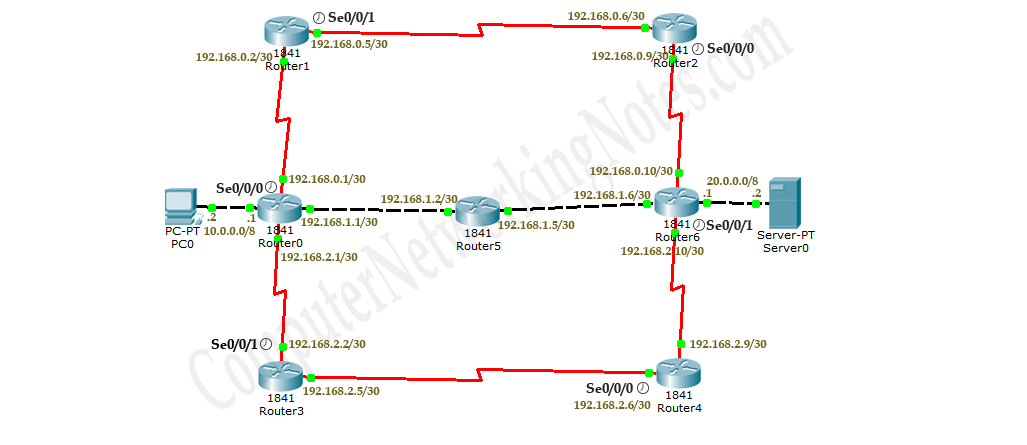 Se0/0/1
192.168.0.6/30
192.168.0.5/30
1841
Router1
192.168.0.2/30
1841
Router2
Se0/0/0
192.168.0.9/30
ComputerNetworkingNotes.com
192.168.0.1/30
192.168.0.10/30
Se0/0/0
192.168.1.2/30
192.168.1.6/30
20.0.0.0/8
.1
.2
.2
.1
10.0.0.0/8
PC-PT
PC0
1841
Router0
192.168.1.1/30
1841
Router5
192.168.1.5/30
1841
Router6
Se0/0/1
Server-PT
Server0
192.168.2.1/30
192.168.2.10/30
Se0/0/1
192.168.2.2/30
192.168.2.9/30
1841
Router3
192.168.2.5/30
Se0/0/0
192.168.2.6/30
1841
Router4